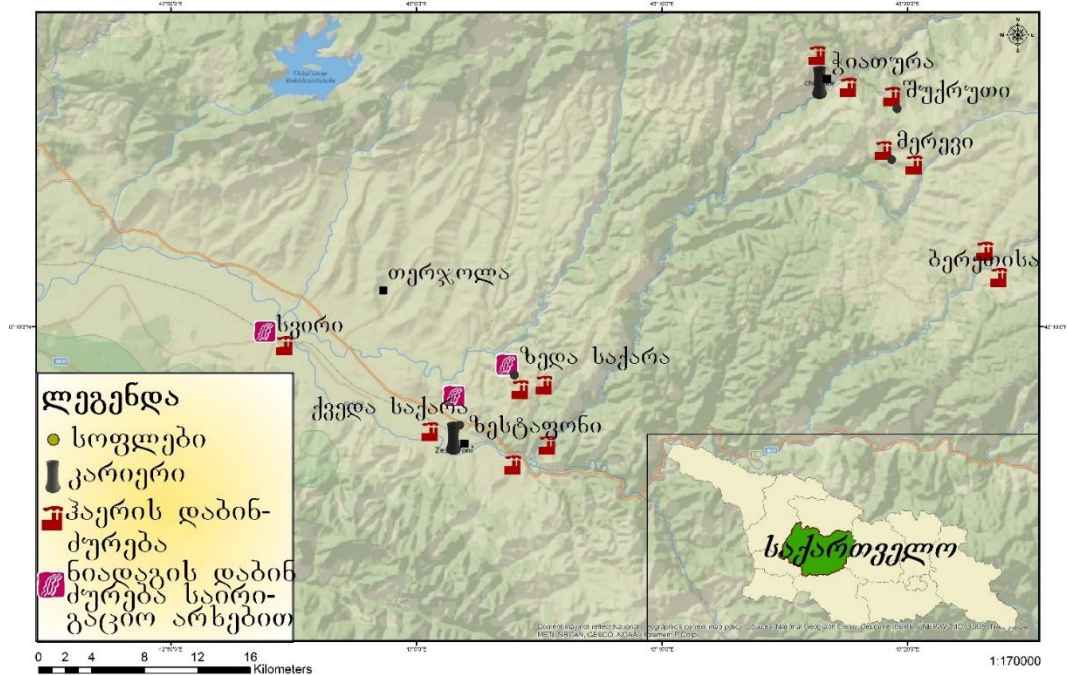 ჭიათურა
შუქრუთი
მერევი
ბერეთისა
თერჯოლა
სვირი
ზედა საქარა
ქვედა საქარა
ზესტაფონი
ლეგენდა
სოფლები
კარიერი
ჰაერის დაბინ-
ძურება
ნიადაგის დაბინ
ძურება საირი-
გაციო არხებით
საქართველო
0 2 4 8 12 16
Kilometers
1:170000